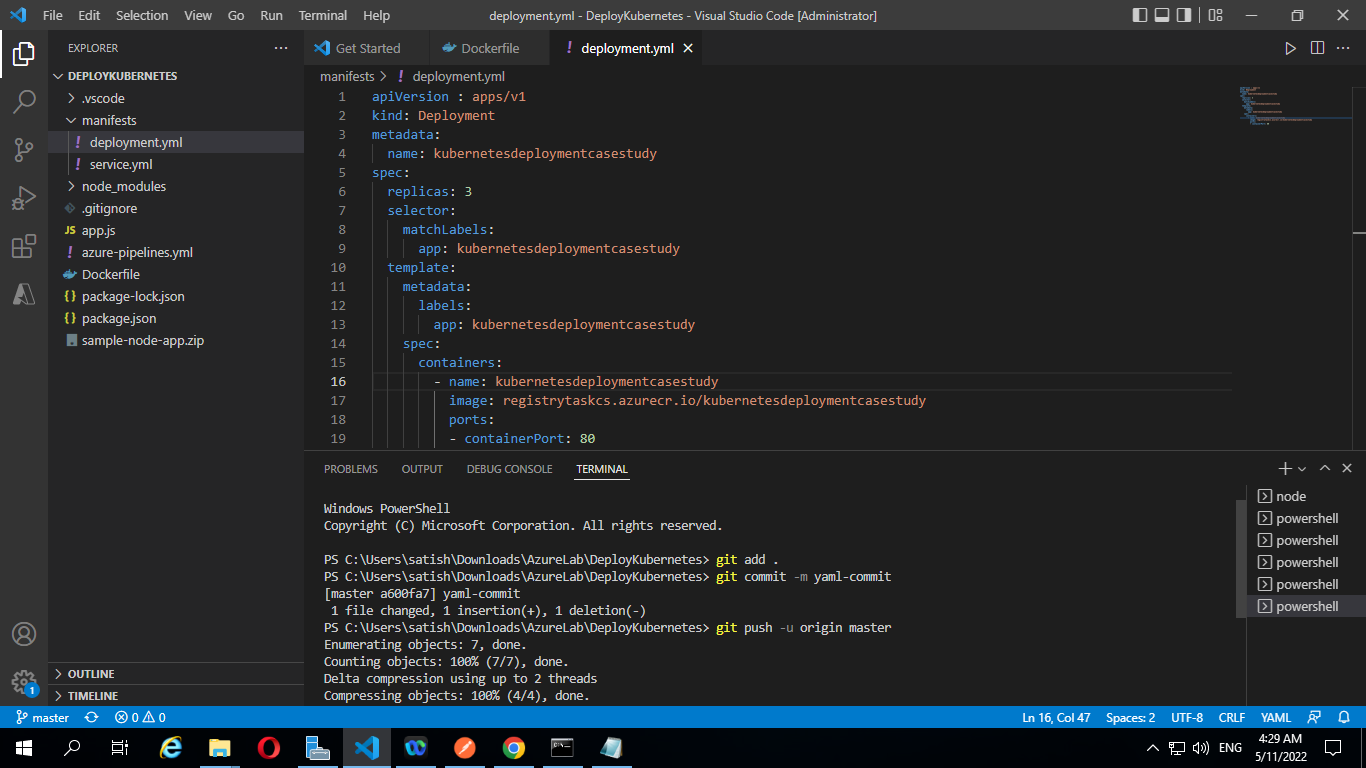 File Edit Selection View Go Run Terminal Help deployment.yml - DeployKubernetes - Visual Studio Code [Administrator]
EXPLORER
DEPLOYKUBERNETES
.vscode
manifests
deployment.yml
service.yml
node_modules
.gitignore
JS app.js
azure-pipelines.yml
Dockerfile
package-lock.json
package.json
sample-node-app.zip
OUTLINE
TIMELINE
Get Started Dockerfile ! deployment.yml
manifests > ! deployment.yml
1 apiVersion : apps/v1
2 kind: Deployment
3 metadata:
4 name: kubernetesdeploymentcasestudy
5 spec:
6 replicas: 3
7 selector:
8 matchLabels:
9 app: kubernetesdeploymentcasestudy
10 template:
11 metadata:
12 labels:
13 app: kubernetesdeploymentcasestudy
14 spec:
15 containers:
16 - name: kubernetesdeploymentcasestudy
17 image: registrytaskcs.azurecr.io/kubernetesdeploymentcasestudy
18 ports:
19 - containerPort: 80
PROBLEMS OUTPUT DEBUG CONSOLE TERMINAL
Windows PowerShell
Copyright (C) Microsoft Corporation. All rights reserved.
PS C:\Users\satish\Downloads\AzureLab\DeployKubernetes> git add .
PS C:\Users\satish\Downloads\AzureLab\DeployKubernetes> git commit -m yaml-commit
[master a600fa7] yaml-commit
1 file changed, 1 insertion(+), 1 deletion(-)
PS C:\Users\satish\Downloads\AzureLab\DeployKubernetes> git push -u origin master
Enumerating objects: 7, done.
Counting objects: 100% (7/7), done.
Delta compression using up to 2 threads
Compressing objects: 100% (4/4), done.
node
powershell
powershell
powershell
powershell
powershell
1
master 0 0 Ln 16, Col 47 Spaces: 2 UTF-8 CRLF YAML
ENG 4:29 AM
5/11/2022